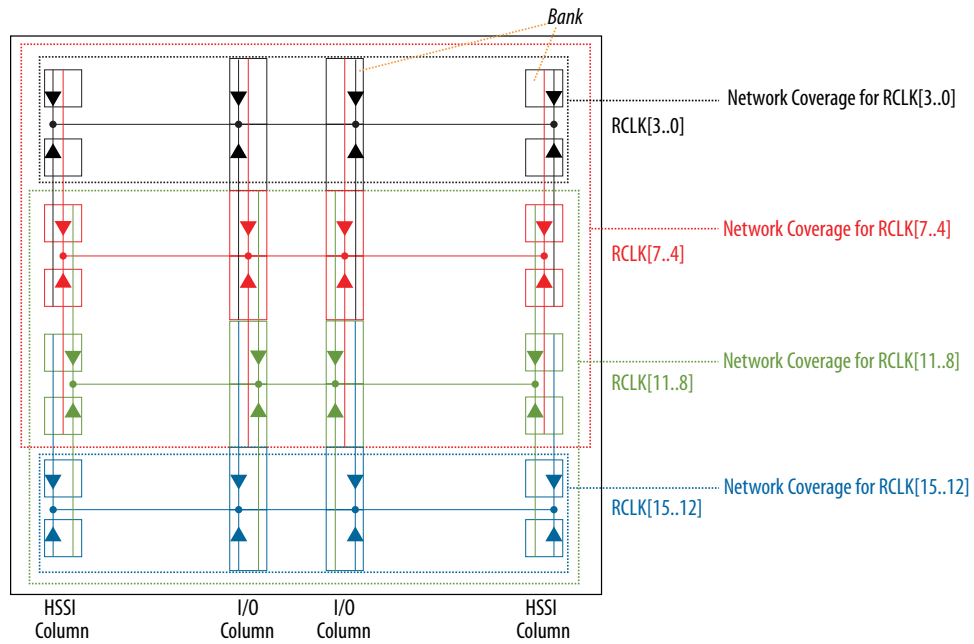 Bank
Network Coverage for RCLK[3..0]
RCLK[3..0]
Network Coverage for RCLK[7..4]
RCLK[7..4]
Network Coverage for RCLK[11..8]
RCLK[11..8]
Network Coverage for RCLK[15..12]
RCLK[15..12]
HSSI
Column
I/O
Column
I/O
Column
HSSI
Column